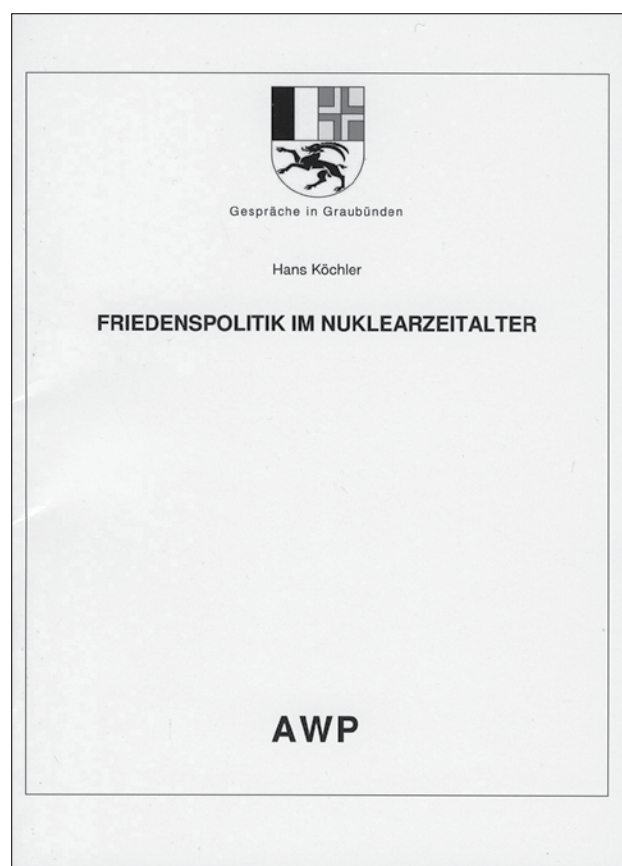 Gespräche in Graubünden
Hans Köchler
FRIEDENSPOLITIK IM NUKLEARZEITALTER
AWP